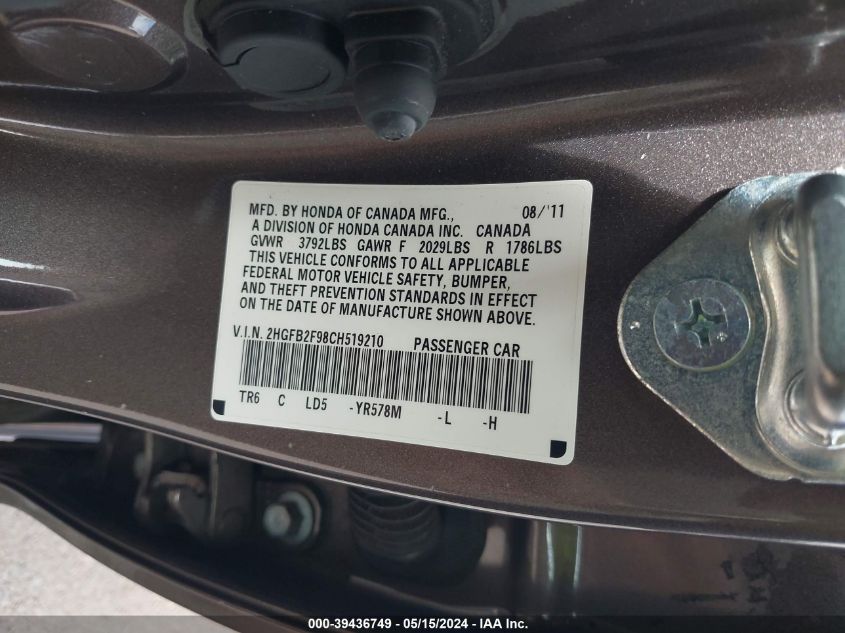 MFD. BY HONDA OF CANADA MFG., 08/'11
A DIVISION OF HONDA CANADA INC. CANADA
GVWR 3792LBS GAWR F 2029LBS R 1786LBS
THIS VEHICLE CONFORMS TO ALL APPLICABLE
FEDERAL MOTOR VEHICLE SAFETY, BUMPER,
AND THEFT PREVENTION STANDARDS IN EFFECT
ON THE DATE OF MANUFACTURE SHOWN ABOVE.
V.I.N. 2HGFB2F98CH519210 PASSENGER CAR
TR6 C LD5 -YR578M -L -H
000-39436749 - 05/15/2024 - IAAI.COM